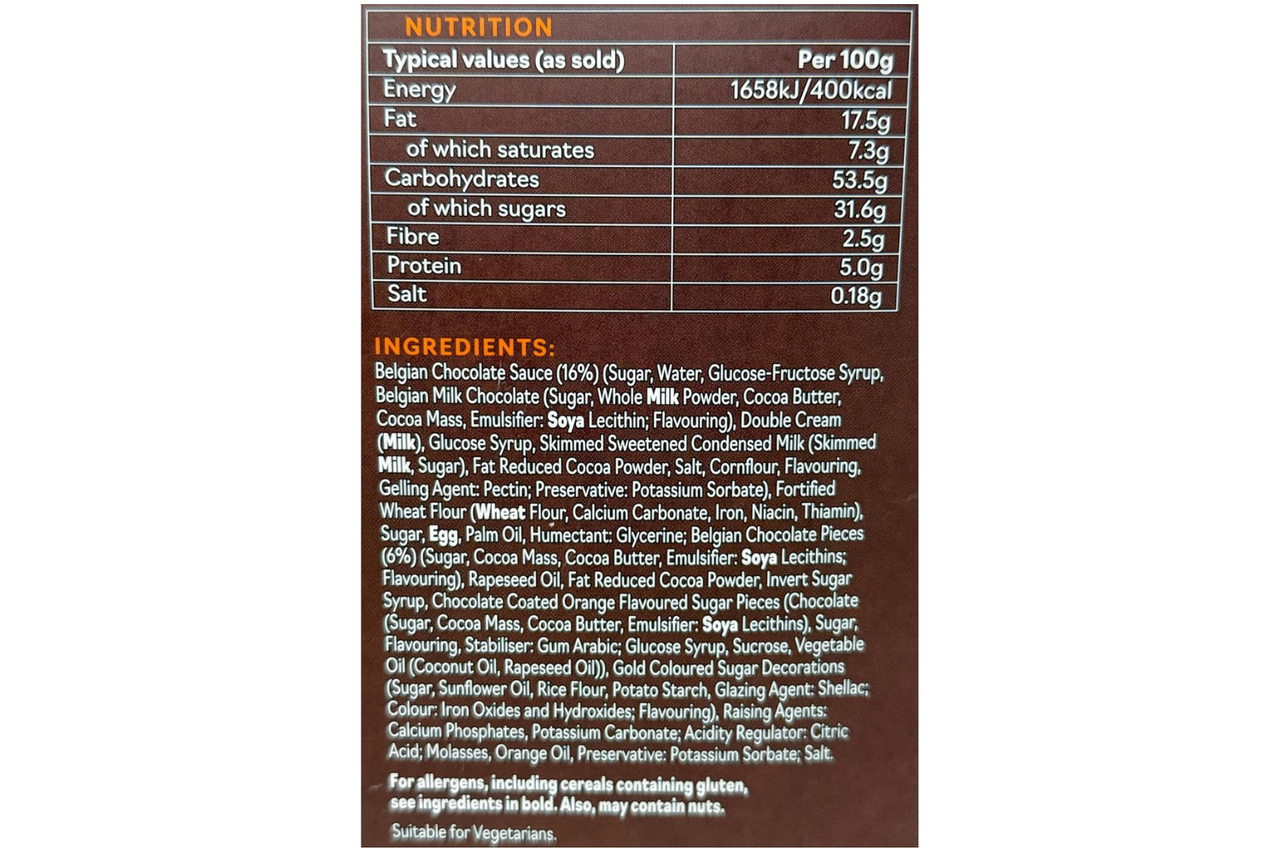 NUTRITION
Typical values (as sold) Per 100g
Energy 1658kJ/400kcal
Fat 17.5g
of which saturates 7.3g
Carbohydrates 53.5g
of which sugars 31.6g
Fibre 2.5g
Protein 5.0g
Salt 0.18g
INGREDIENTS:
Belgian Chocolate Sauce (16%) (Sugar, Water, Glucose-Fructose Syrup,
Belgian Milk Chocolate (Sugar, Whole Milk Powder, Cocoa Butter,
Cocoa Mass, Emulsifier: Soya Lecithin; Flavouring), Double Cream
(Milk), Glucose Syrup, Skimmed Sweetened Condensed Milk (Skimmed
Milk, Sugar), Fat Reduced Cocoa Powder, Salt, Cornflour, Flavouring,
Gelling Agent: Pectin; Preservative: Potassium Sorbate), Fortified
Wheat Flour (Wheat Flour, Calcium Carbonate, Iron, Niacin, Thiamin),
Sugar, Egg, Palm Oil, Humectant: Glycerine; Belgian Chocolate Pieces
(6%) (Sugar, Cocoa Mass, Cocoa Butter, Emulsifier: Soya Lecithins;
Flavouring), Rapeseed Oil, Fat Reduced Cocoa Powder, Invert Sugar
Syrup, Chocolate Coated Orange Flavoured Sugar Pieces (Chocolate
(Sugar, Cocoa Mass, Cocoa Butter, Emulsifier: Soya Lecithins), Sugar,
Flavouring, Stabiliser: Gum Arabic; Glucose Syrup, Sucrose, Vegetable
Oil (Coconut Oil, Rapeseed Oil)), Gold Coloured Sugar Decorations
(Sugar, Sunflower Oil, Rice Flour, Potato Starch, Glazing Agent: Shellac;
Colour: Iron Oxides and Hydroxides; Flavouring), Raising Agents:
Calcium Phosphates, Potassium Carbonate; Acidity Regulator: Citric
Acid; Molasses, Orange Oil, Preservative: Potassium Sorbate; Salt.
For allergens, including cereals containing gluten,
see ingredients in bold. Also, may contain nuts.
Suitable for Vegetarians.